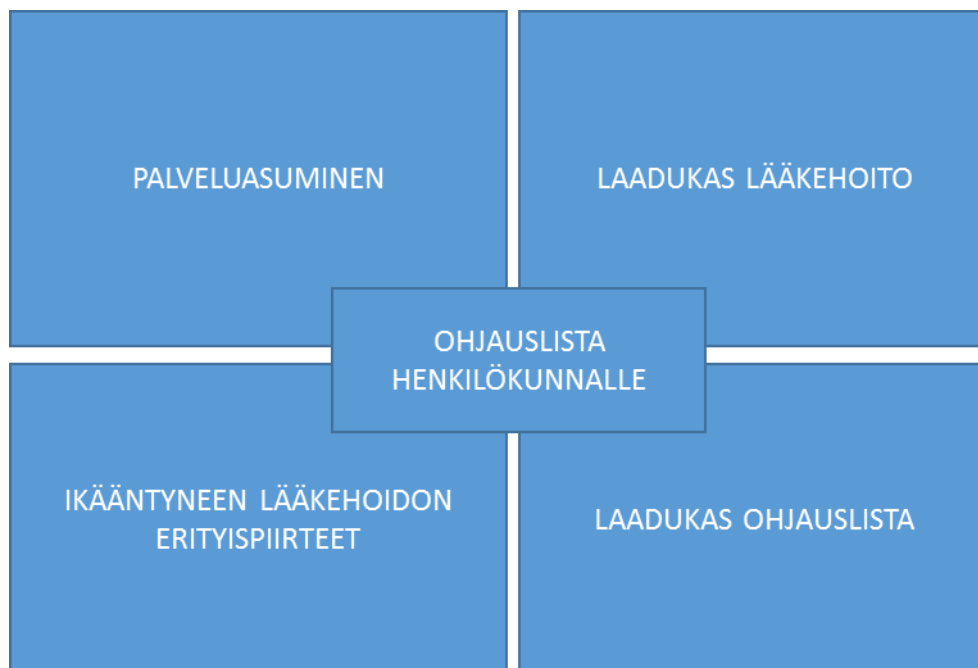 PALVELUASUMINEN
LAADUKAS LÄÄKEHOITO
OHJAUSLISTA
HENKILÖKUNNALLE
IKÄÄNTYNEEN LÄÄKEHOIDON
ERITYISPIIRTEET
LAADUKAS OHJAUSLISTA